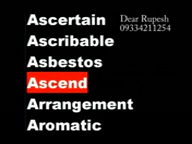 Ascertain
Dear Rupesh
09334211254
Ascribable
Asbestos
Ascend
Arrangement
Aromatic